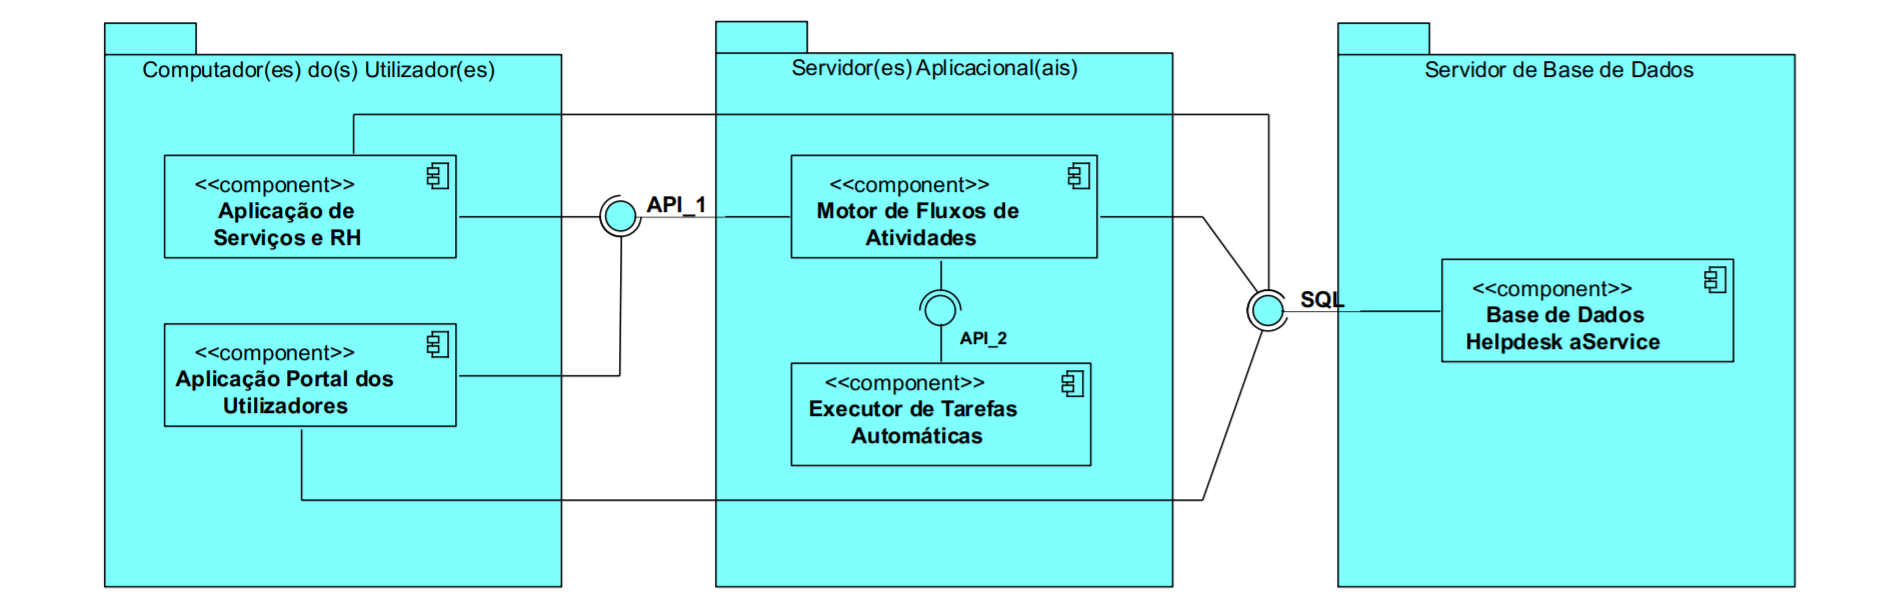 Computador(es) do(s) Utilizador(es)
<<component>>
Aplicação de
Serviços e RH
<<component>>
Aplicação Portal dos
Utilizadores
API_1
Servidor(es) Aplicacional(ais)
<<component>>
Motor de Fluxos de
Atividades
API_2
<<component>>
Executor de Tarefas
Automáticas
SQL
Servidor de Base de Dados
<<component>>
Base de Dados
Helpdesk aService